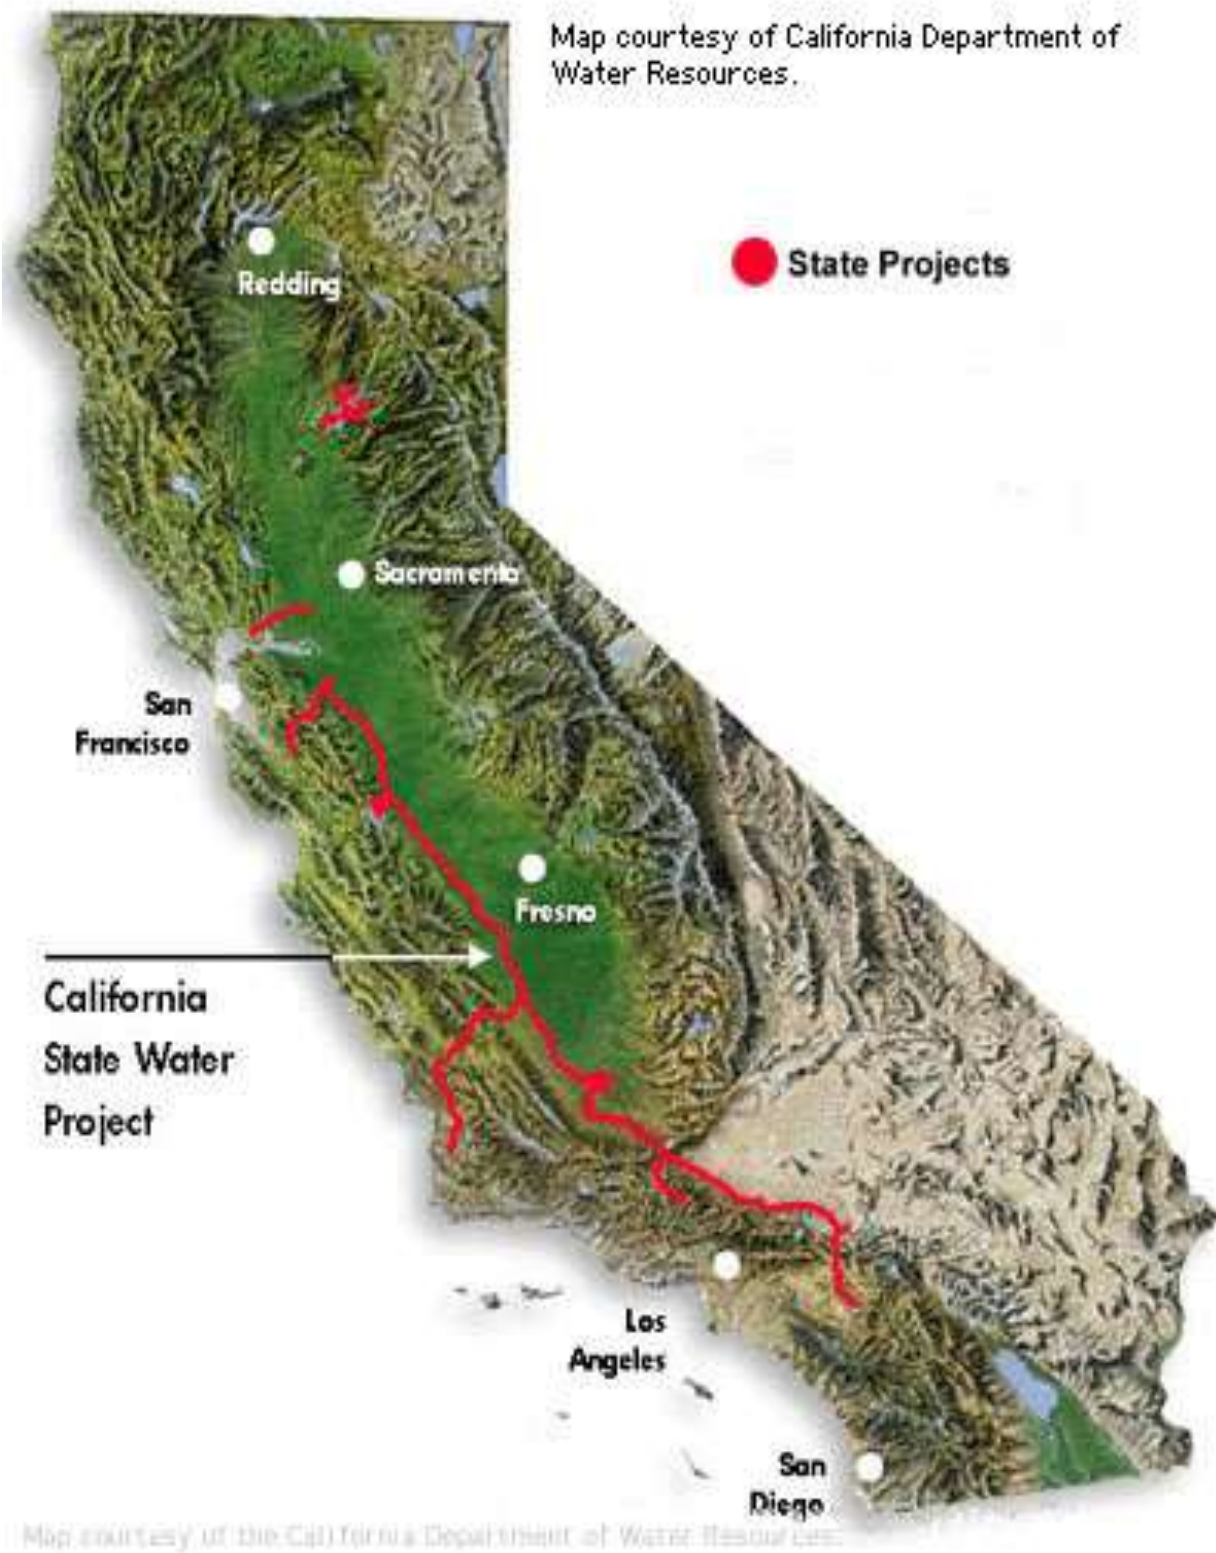 Map courtesy of California Department of
Water Resources.
State Projects
Redding
Sacramento
San
Francisco
Fresno
California
State Water
Project
Los
Angeles
San
Diego
Map courtesy of the California Department of Water Resources.